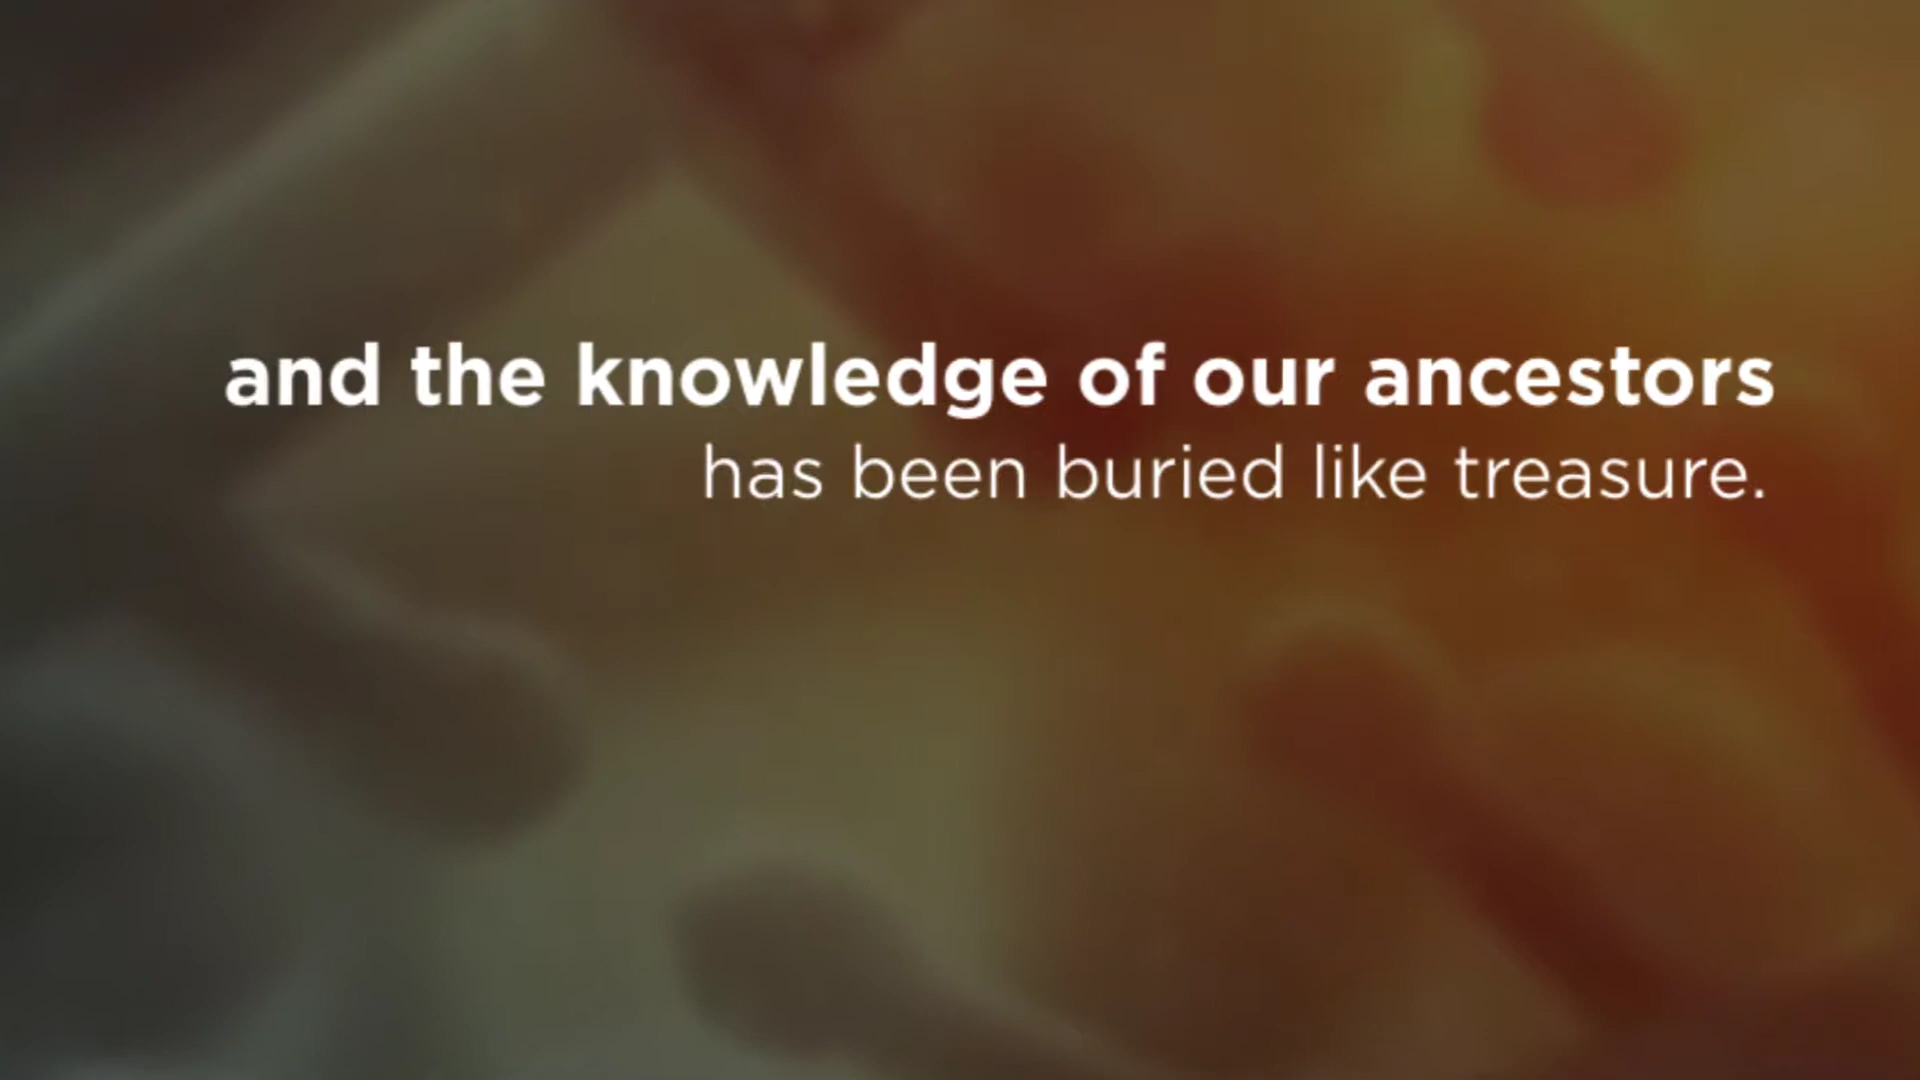 and the knowledge of our ancestors
has been buried like treasure.